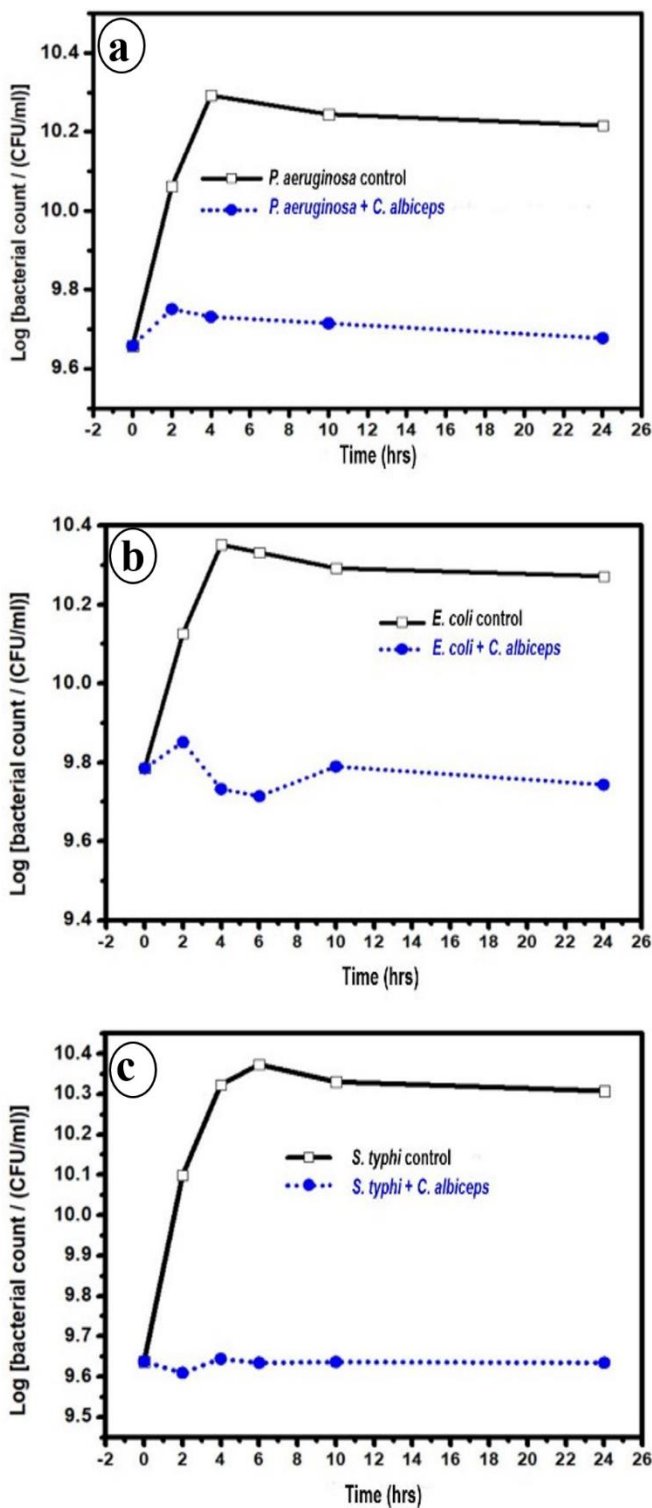 a
Log [bacterial count / (CFU/ml)]
10.4
10.2
10.0
9.8
9.6
P. aeruginosa control
P. aeruginosa + C. albiceps
-2 0 2 4 6 8 10 12 14 16 18 20 22 24 26
Time (hrs)
b
Log [bacterial count / (CFU/ml)]
10.4
10.2
10.0
9.8
9.6
9.4
E. coli control
E. coli + C. albiceps
-2 0 2 4 6 8 10 12 14 16 18 20 22 24 26
Time (hrs)
c
Log [bacterial count / (CFU/ml)]
10.4
10.3
10.2
10.1
10.0
9.9
9.8
9.7
9.6
9.5
S. typhi control
S. typhi + C. albiceps
-2 0 2 4 6 8 10 12 14 16 18 20 22 24 26
Time (hrs)